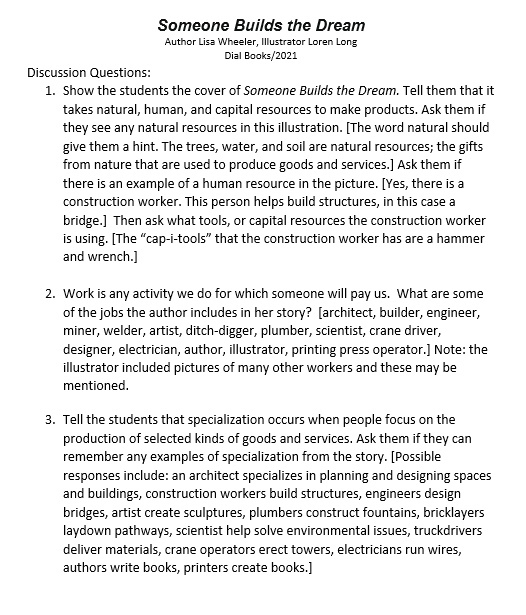 Someone Builds the Dream
Author Lisa Wheeler, Illustrator Loren Long
Dial Books/2021
Discussion Questions:
1. Show the students the cover of Someone Builds the Dream. Tell them that it
takes natural, human, and capital resources to make products. Ask them if
they see any natural resources in this illustration. [The word natural should
give them a hint. The trees, water, and soil are natural resources; the gifts
from nature that are used to produce goods and services.] Ask them if
there is an example of a human resource in the picture. [Yes, there is a
construction worker. This person helps build structures, in this case a
bridge.]  Then ask what tools, or capital resources the construction worker
is using. [The “cap-i-tools” that the construction worker has are a hammer
and wrench.]
2. Work is any activity we do for which someone will pay us.  What are some
of the jobs the author includes in her story?  [architect, builder, engineer,
miner, welder, artist, ditch-digger, plumber, scientist, crane driver,
designer, electrician, author, illustrator, printing press operator.] Note: the
illustrator included pictures of many other workers and these may be
mentioned.
3. Tell the students that specialization occurs when people focus on the
production of selected kinds of goods and services. Ask them if they can
remember any examples of specialization from the story. [Possible
responses include: an architect specializes in planning and designing spaces
and buildings, construction workers build structures, engineers design
bridges, artist create sculptures, plumbers construct fountains, bricklayers
laydown pathways, scientist help solve environmental issues, truckdrivers
deliver materials, crane operators erect towers, electricians run wires,
authors write books, printers create books.]